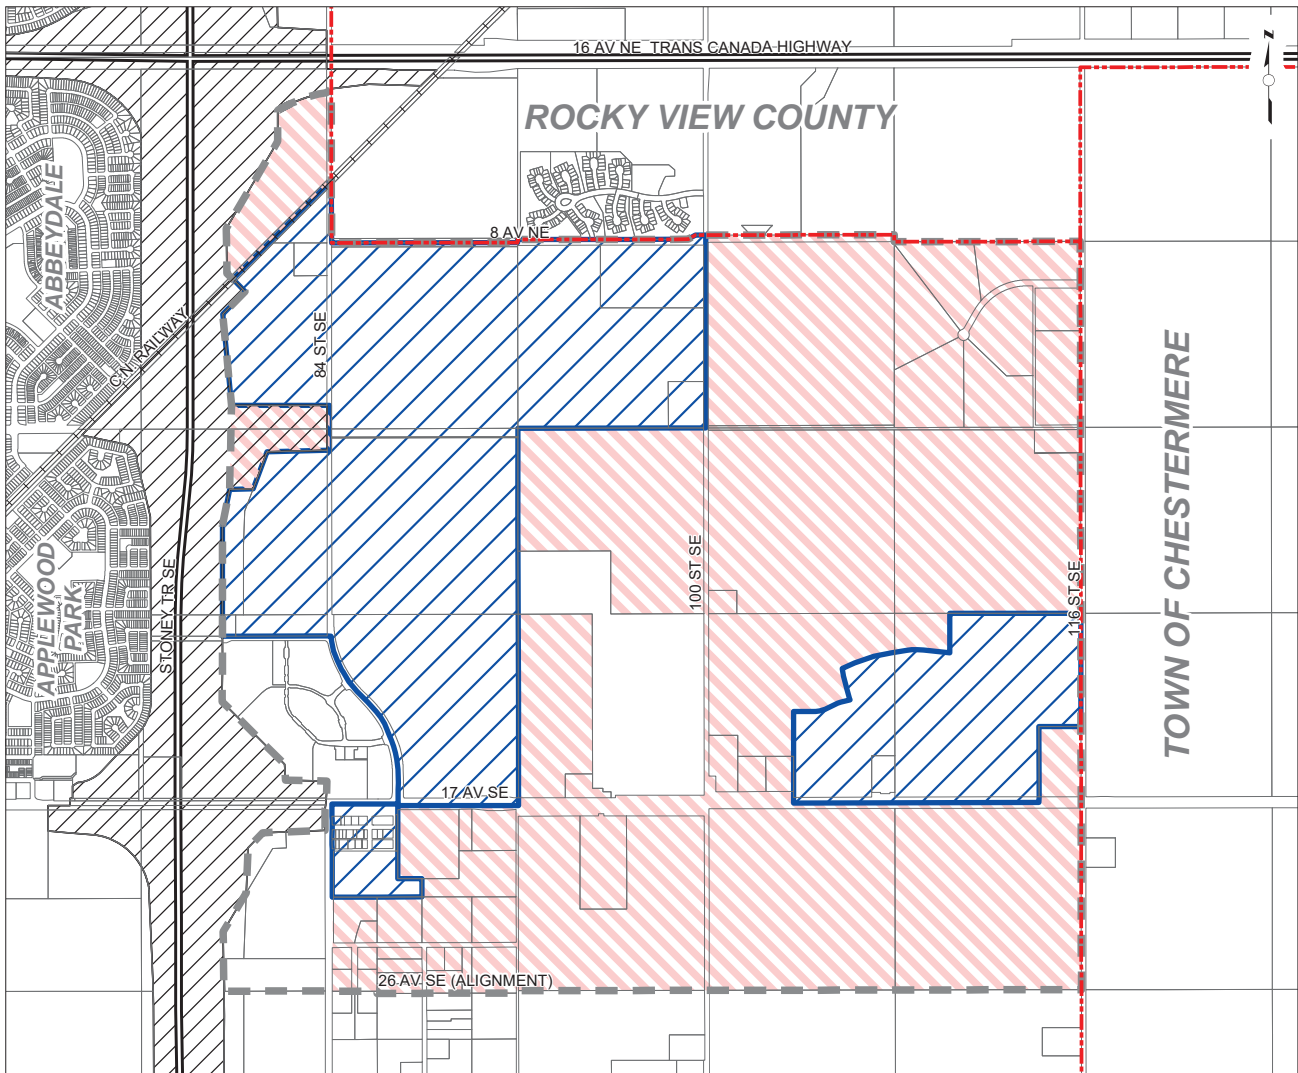 16 AV NE TRANS CANADA HIGHWAY
N
ROCKY VIEW COUNTY
ABBEYDALE
8 AV NE
C.N. RAILWAY
84 ST SE
TOWN OF CHESTERMERE
100 ST SE
116 ST SE
APPLEWOOD
PARK
STONEY TR SE
17 AV SE
26 AV SE (ALIGNMENT)